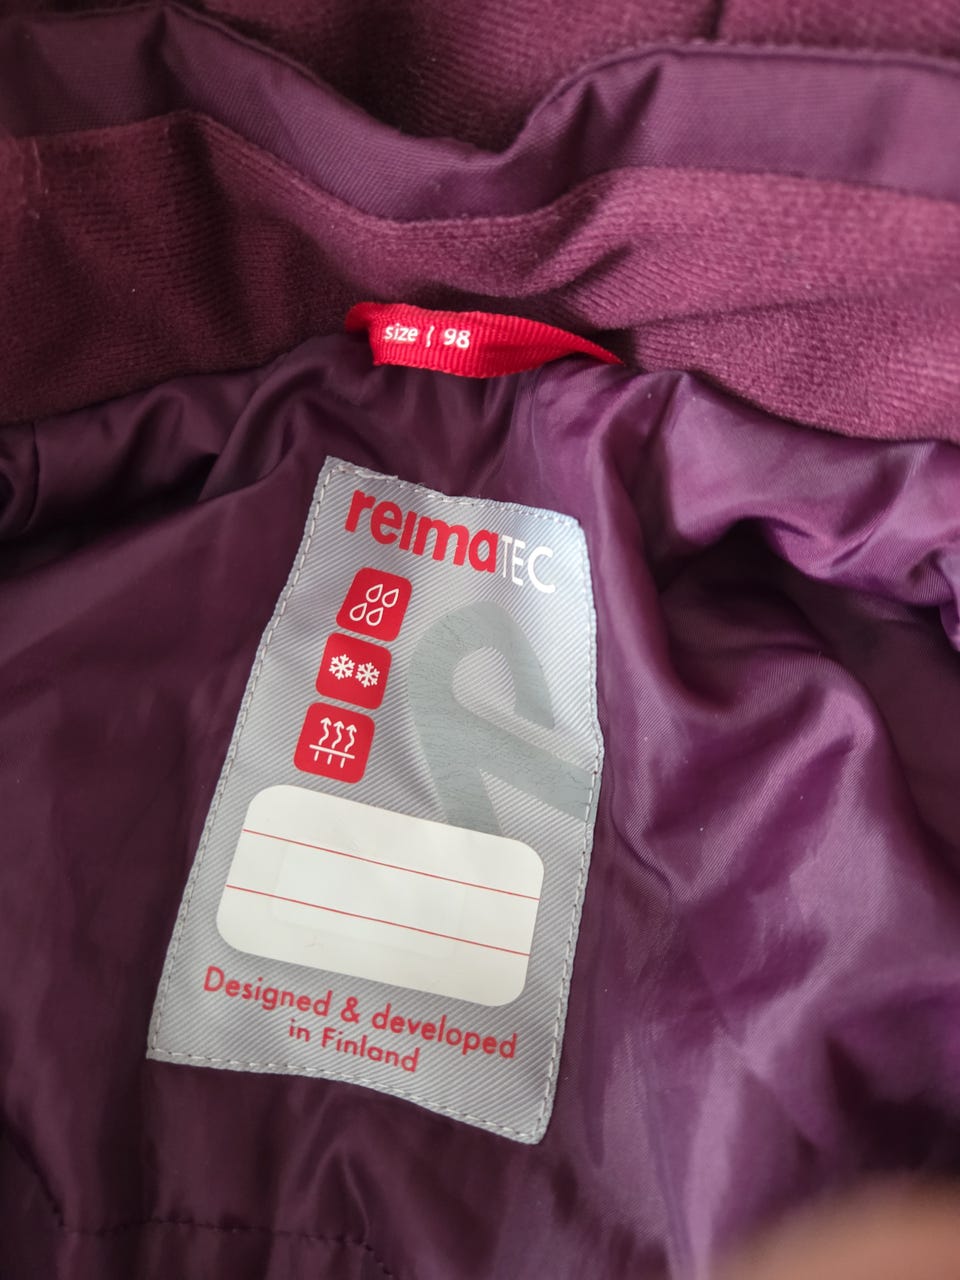 size / 98
reimaTEC
Designed & developed
in Finland